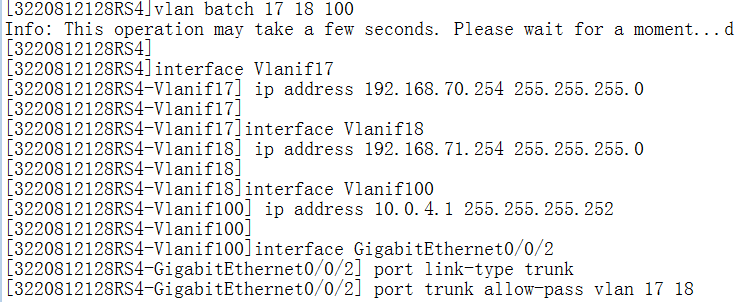 [3220812128RS4]vlan batch 17 18 100
Info: This operation may take a few seconds. Please wait for a moment...d
[3220812128RS4]
[3220812128RS4]interface Vlanif17
[3220812128RS4-Vlanif17] ip address 192.168.70.254 255.255.255.0
[3220812128RS4-Vlanif17]
[3220812128RS4-Vlanif17]interface Vlanif18
[3220812128RS4-Vlanif18] ip address 192.168.71.254 255.255.255.0
[3220812128RS4-Vlanif18]
[3220812128RS4-Vlanif18]interface Vlanif100
[3220812128RS4-Vlanif100] ip address 10.0.4.1 255.255.255.252
[3220812128RS4-Vlanif100]
[3220812128RS4-Vlanif100]interface GigabitEthernet0/0/2
[3220812128RS4-GigabitEthernet0/0/2] port link-type trunk
[3220812128RS4-GigabitEthernet0/0/2] port trunk allow-pass vlan 17 18